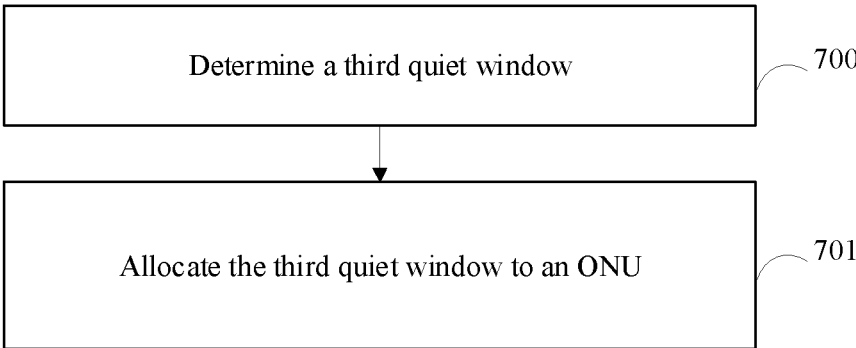 Determine a third quiet window
700
Allocate the third quiet window to an ONU
701